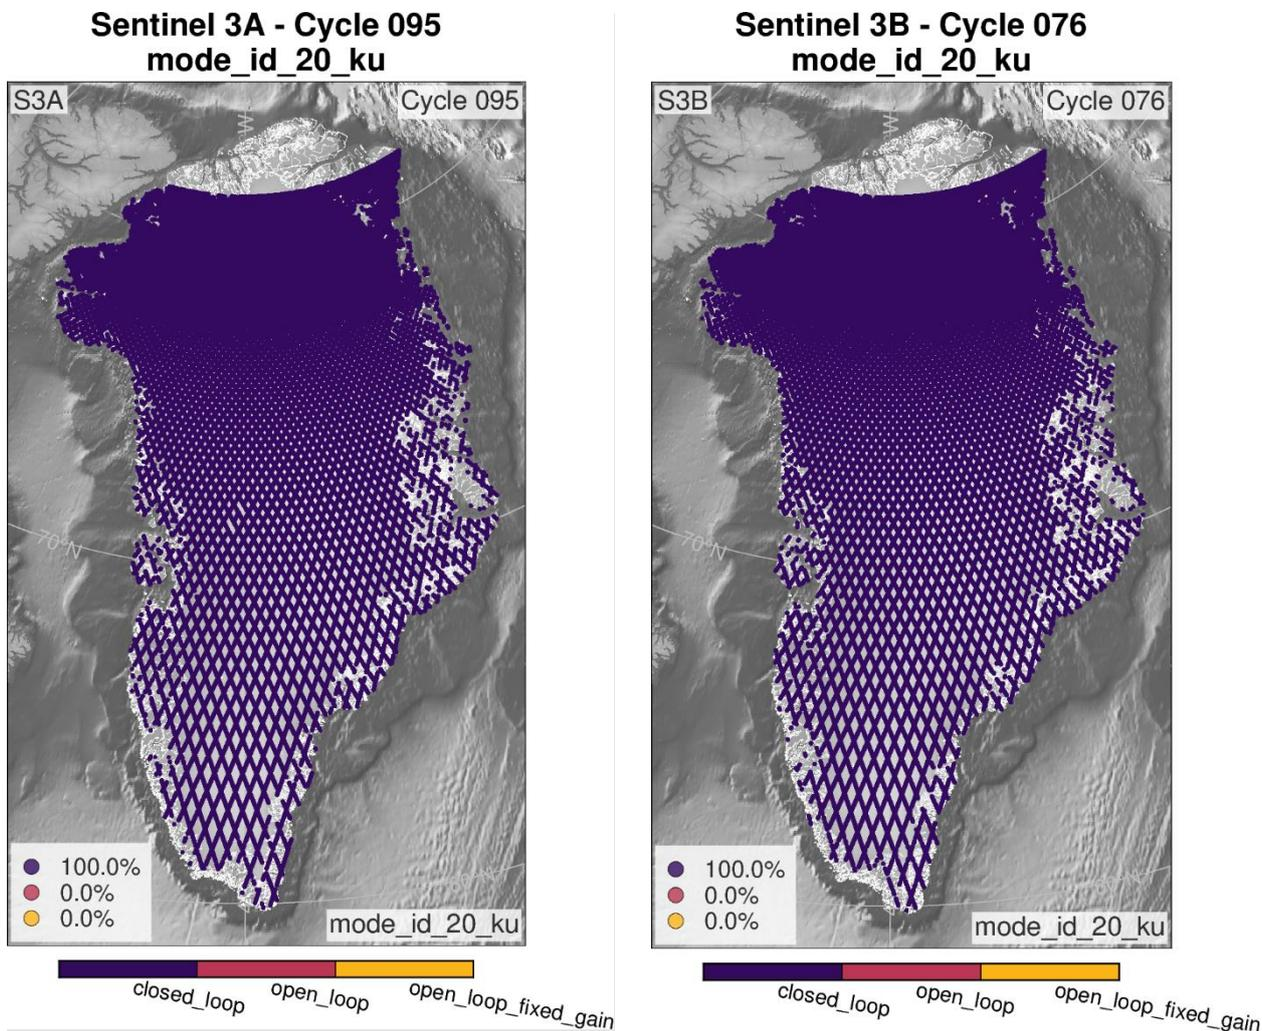 Sentinel 3A - Cycle 095
mode_id_20_ku
S3A
Cycle 095
70°N
100.0%
0.0%
0.0%
mode_id_20_ku
closed_loop
open_loop
open_loop_fixed_gain
Sentinel 3B - Cycle 076
mode_id_20_ku
S3B
Cycle 076
70°N
100.0%
0.0%
0.0%
mode_id_20_ku
closed_loop
open_loop
open_loop_fixed_gain